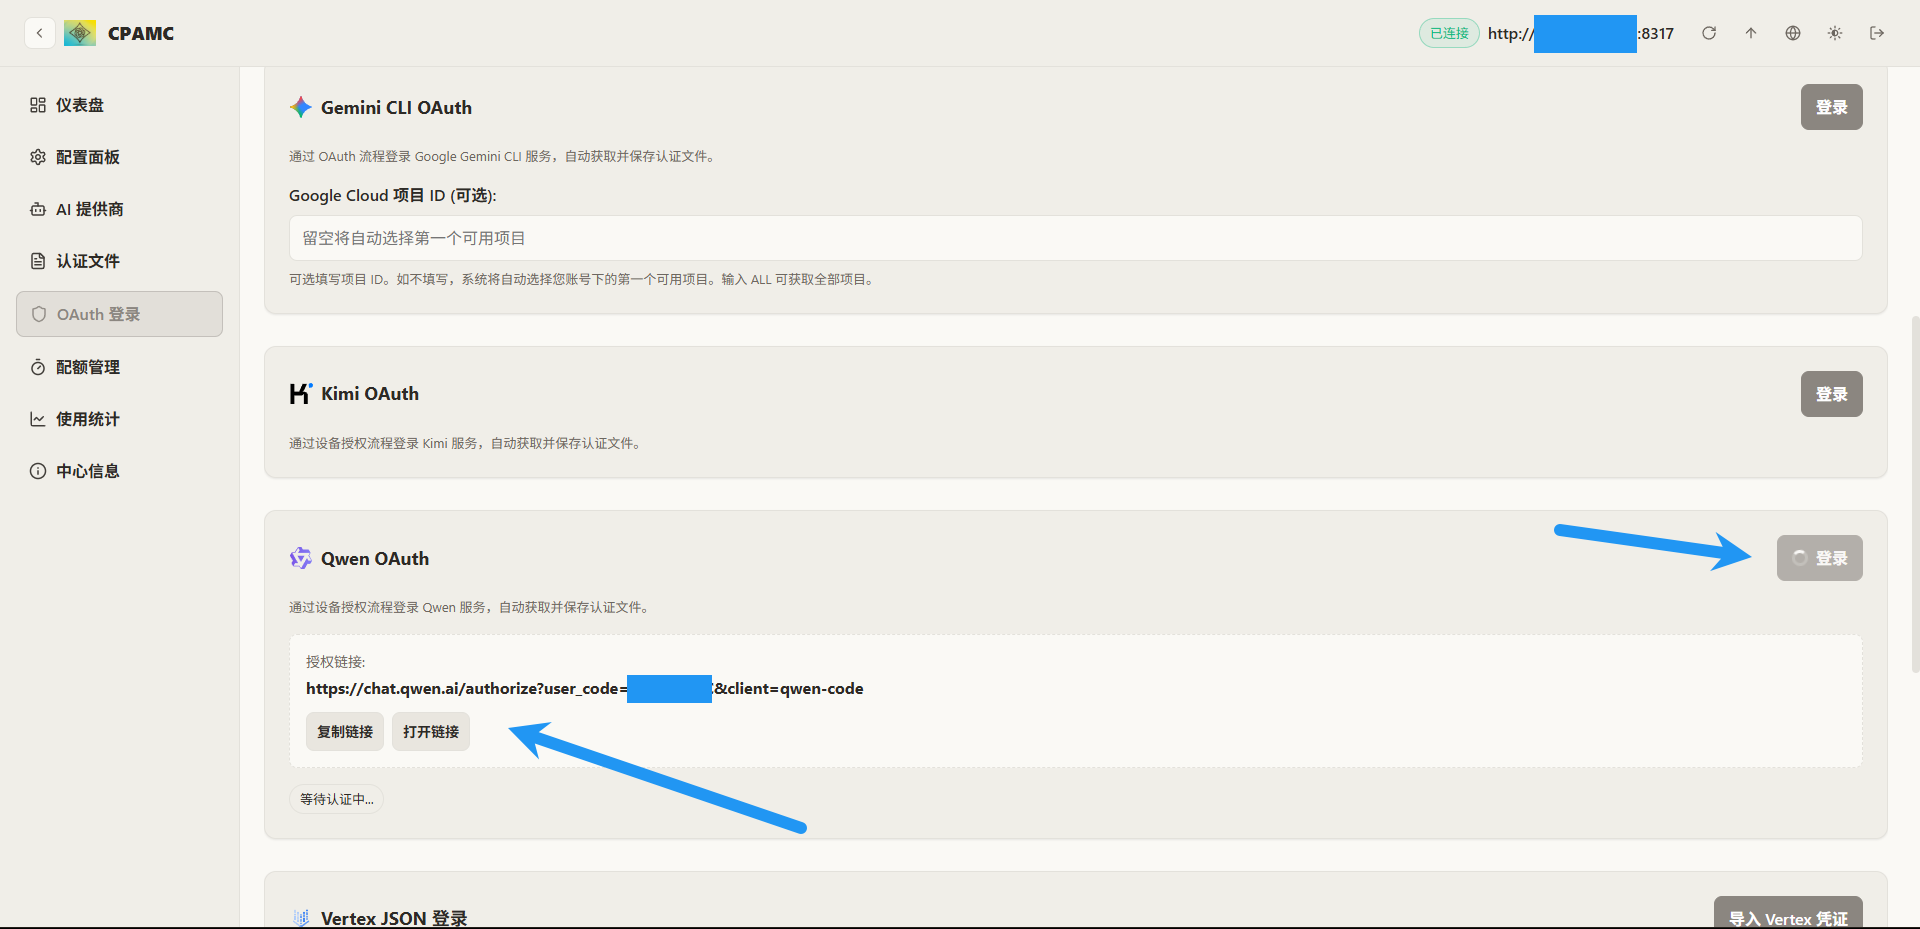 CPAMC
已连接
http://
:8317
仪表盘
配置面板
AI 提供商
认证文件
OAuth 登录
配额管理
使用统计
中心信息
Gemini CLI OAuth
登录
通过 OAuth 流程登录 Google Gemini CLI 服务，自动获取并保存认证文件。
Google Cloud 项目 ID (可选):
留空将自动选择第一个可用项目
可选填写项目 ID。如不填写，系统将自动选择您账号下的第一个可用项目。输入 ALL 可获取全部项目。
Kimi OAuth
登录
通过设备授权流程登录 Kimi 服务，自动获取并保存认证文件。
Qwen OAuth
登录
通过设备授权流程登录 Qwen 服务，自动获取并保存认证文件。
授权链接:
https://chat.qwen.ai/authorize?user_code=
&client=qwen-code
复制链接
打开链接
等待认证中...
Vertex JSON 登录
导入 Vertex 凭证